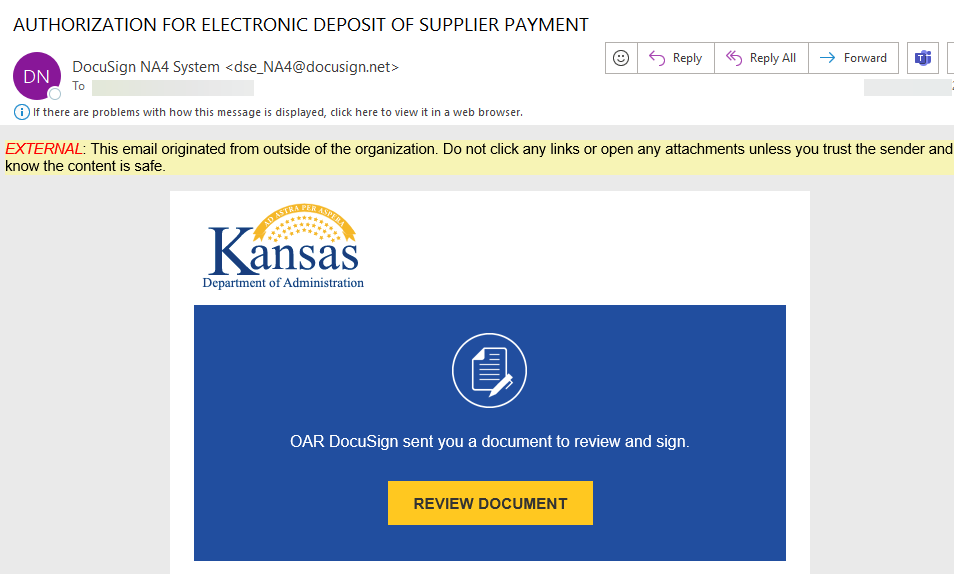 AUTHORIZATION FOR ELECTRONIC DEPOSIT OF SUPPLIER PAYMENT
DN
DocuSign NA4 System <dse_NA4@docusign.net>
Reply
Reply All
Forward
To
If there are problems with how this message is displayed, click here to view it in a web browser.
EXTERNAL: This email originated from outside of the organization. Do not click any links or open any attachments unless you trust the sender and
know the content is safe.
AD ASTRA PER ASPERA
Kansas
Department of Administration
OAR DocuSign sent you a document to review and sign.
REVIEW DOCUMENT